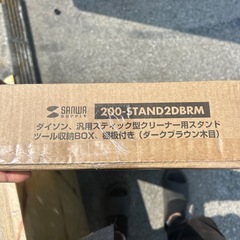 SANWA SUPPLY 200-STAND2DBRM
ダイソン、汎用スティック型クリーナー用スタンド
ツール収納BOX、鏡板付き（ダークブラウン木目）